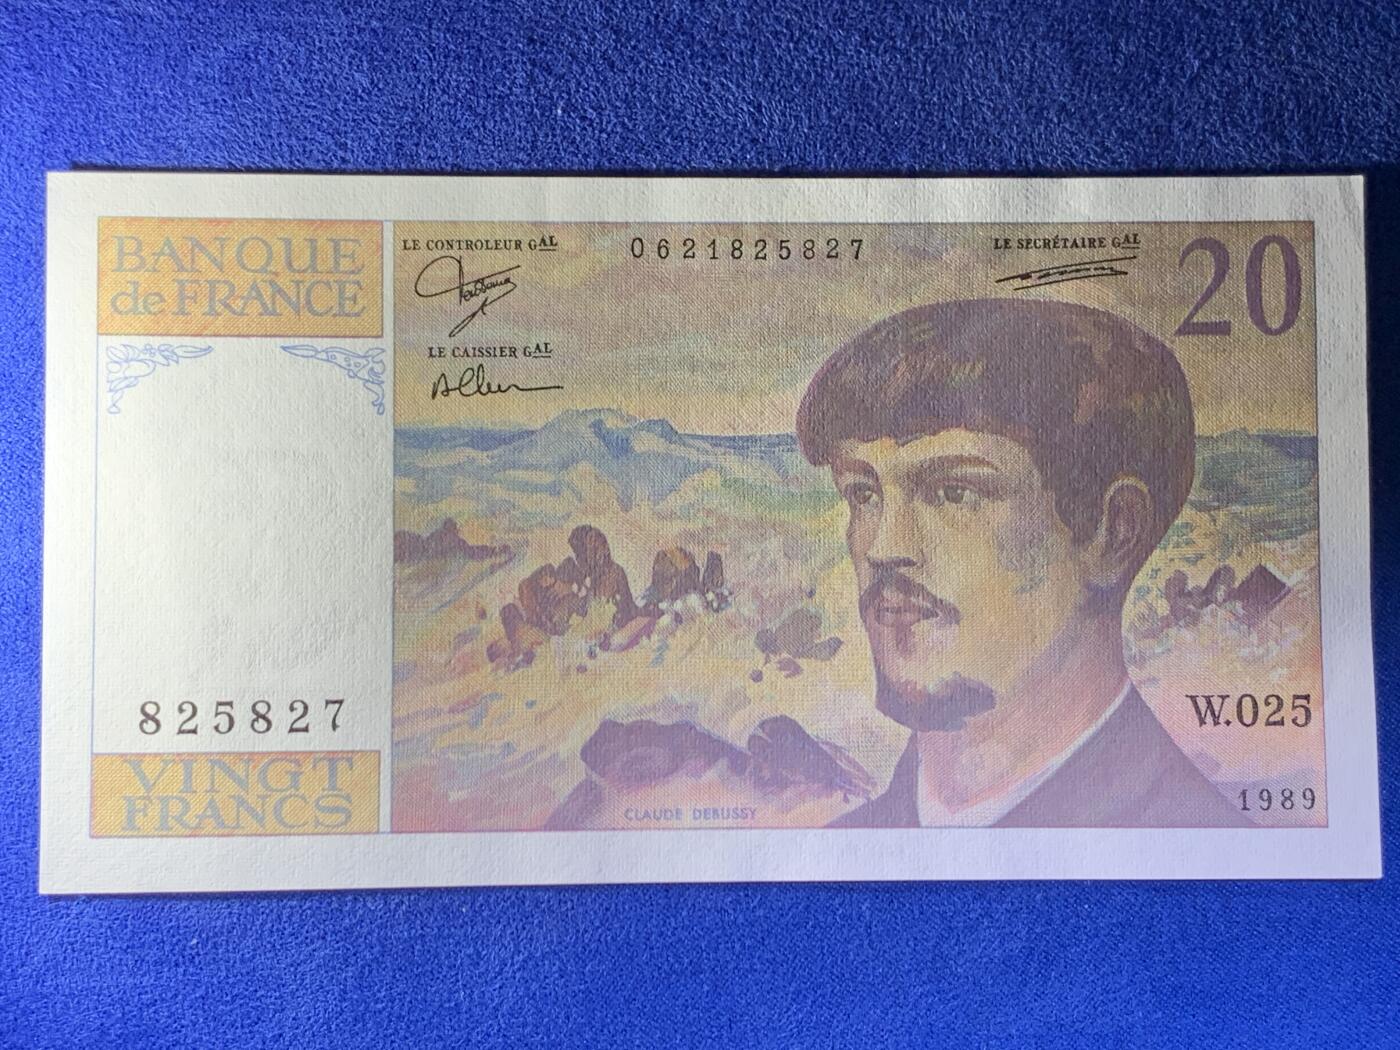 BANQUE
de FRANCE
LE CONTROLEUR GAL
0621825827
LE SECRÉTAIRE GAL
20
LE CAISSIER GAL
825827
W.025
VINGT
FRANCS
1989
CLAUDE DEBUSSY